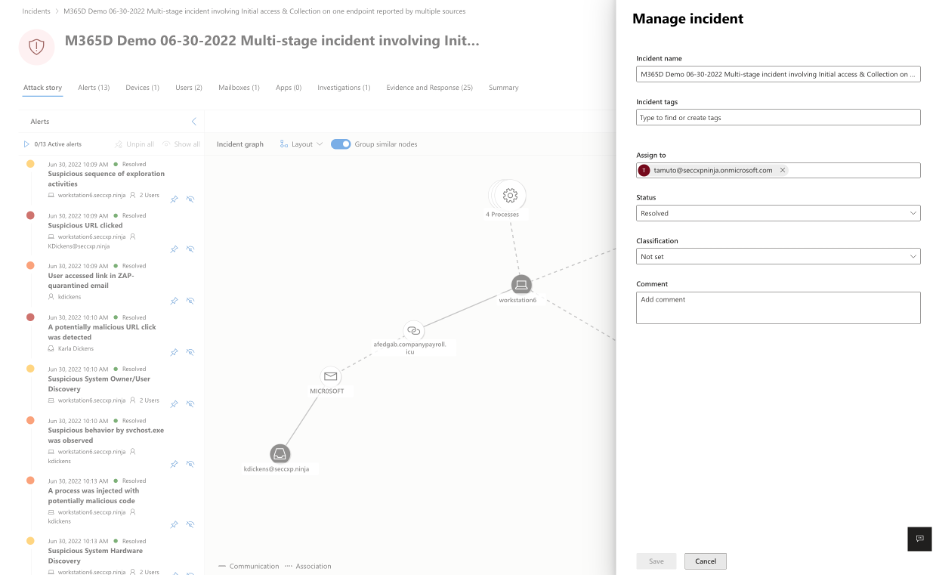 Incidents > M365D Demo 06-30-2022 Multi-stage incident involving Initial access & Collection on one endpoint reported by multiple sources
M365D Demo 06-30-2022 Multi-stage incident involving Init...
Attack story
Alerts (13)
Devices (1)
Users (2)
Mailboxes (1)
Apps (0)
Investigations (1)
Evidence and Response (25)
Summary
Alerts
0/13 Active alerts
Unpin all
Show all
Jun 30, 2022 10:09 AM Resolved
Suspicious sequence of exploration
activities
workstation6.seccxp.ninja 2 Users
Jun 30, 2022 10:09 AM Resolved
Suspicious URL clicked
workstation6.seccxp.ninja
KDickens@seccxp.ninja
Jun 30, 2022 10:09 AM Resolved
User accessed link in ZAP-
quarantined email
kdickens
Jun 30, 2022 10:10 AM Resolved
A potentially malicious URL click
was detected
Karla Dickens
Jun 30, 2022 10:10 AM Resolved
Suspicious System Owner/User
Discovery
workstation6.seccxp.ninja 2 Users
Jun 30, 2022 10:10 AM Resolved
Suspicious behavior by svchost.exe
was observed
workstation6.seccxp.ninja
kdickens
Jun 30, 2022 10:13 AM Resolved
A process was injected with
potentially malicious code
workstation6.seccxp.ninja
kdickens
Jun 30, 2022 10:13 AM Resolved
Suspicious System Hardware
Discovery
workstation6.seccxp.ninja 2 Users
Incident graph
Layout
Group similar nodes
4 Processes
workstation6
afedgab.companypayroll.
icu
MICROSOFT
kdickens@seccxp.ninja
Communication
Association
Manage incident
Incident name
M365D Demo 06-30-2022 Multi-stage incident involving Initial access & Collection on ...
Incident tags
Type to find or create tags
Assign to
tamuto@seccxpninja.onmicrosoft.com
Status
Resolved
Classification
Not set
Comment
Add comment
Save
Cancel